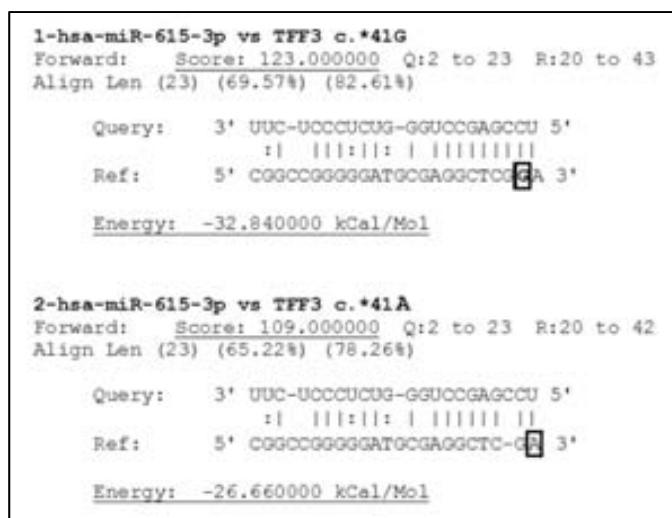 1-hsa-miR-615-3p vs TFF3 c.*41G
Forward: Score: 123.000000 Q:2 to 23 R:20 to 43
Align Len (23) (69.57%) (82.61%)
Query: 3' UUC-UCCCUCUG-GGUCCGAGCCU 5'
:| |||:||: | |||||||||
Ref: 5' CGGCCGGGGGATGCGAGGCTCGGA 3'
Energy: -32.840000 kCal/Mol
2-hsa-miR-615-3p vs TFF3 c.*41A
Forward: Score: 109.000000 Q:2 to 23 R:20 to 42
Align Len (23) (65.22%) (78.26%)
Query: 3' UUC-UCCCUCUG-GGUCCGAGCCU 5'
:| |||:||: | |||||| ||
Ref: 5' CGGCCGGGGGATGCGAGGCTC-GA 3'
Energy: -26.660000 kCal/Mol